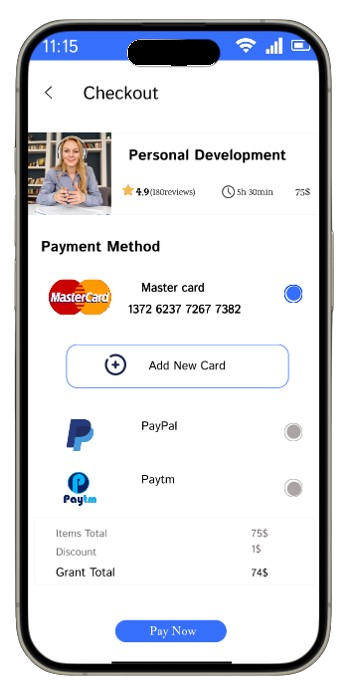 11:15
Checkout
Personal Development
4.9(180reviews) 5h 30min 75$
Payment Method
MasterCard
Master card
1372 6237 7267 7382
Add New Card
PayPal
Paytm
Paytm
Items Total 75$
Discount 1$
Grant Total 74$
Pay Now